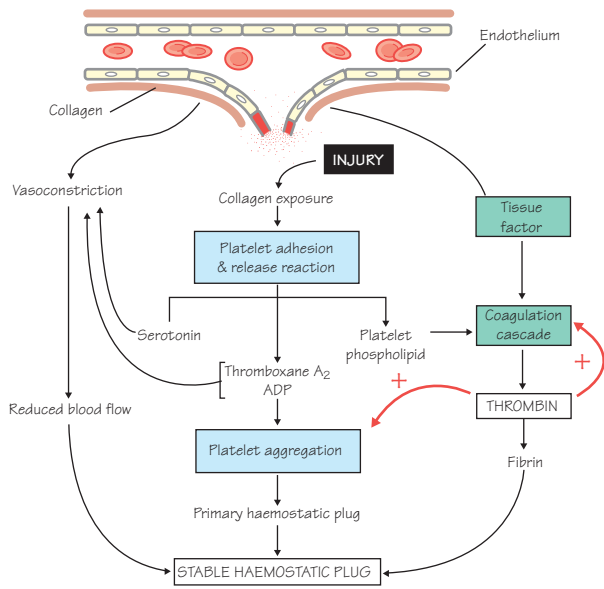 Endothelium
Collagen
INJURY
Vasoconstriction
Collagen exposure
Tissue
factor
Platelet adhesion
& release reaction
Serotonin
Platelet
phospholipid
Coagulation
cascade
Thromboxane A2
ADP
+
+
Reduced blood flow
THROMBIN
Platelet aggregation
Fibrin
Primary haemostatic plug
STABLE HAEMOSTATIC PLUG